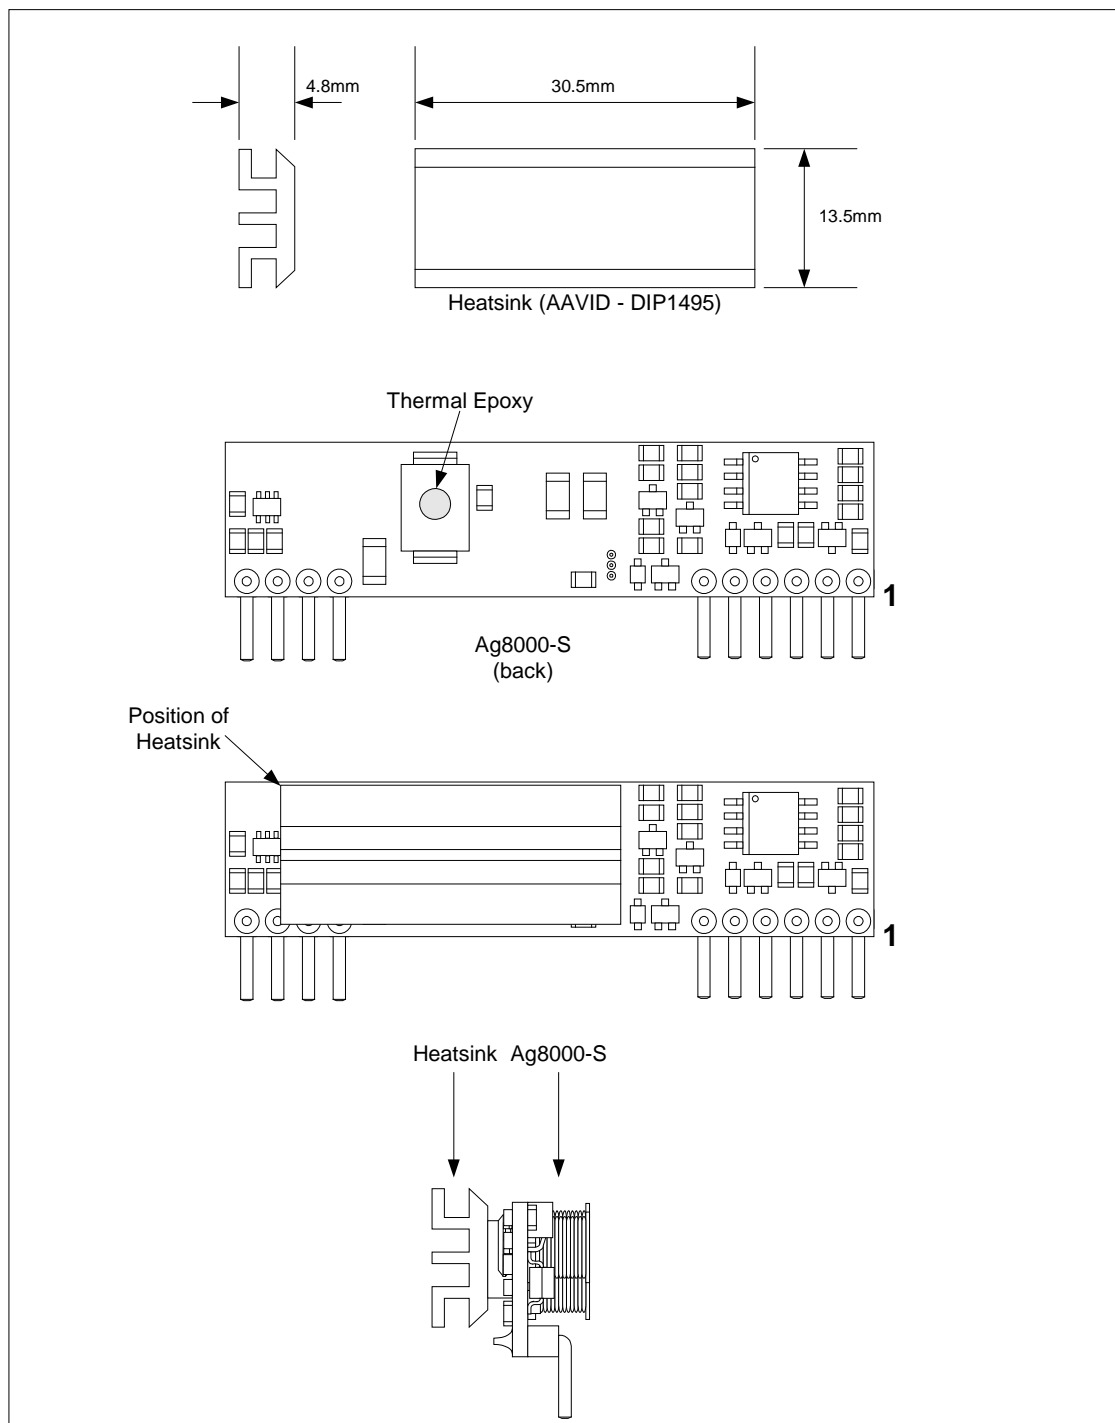 4.8mm
30.5mm
13.5mm
Heatsink (AAVID - DIP1495)
Thermal Epoxy
1
Ag8000-S
(back)
Position of
Heatsink
1
Heatsink Ag8000-S